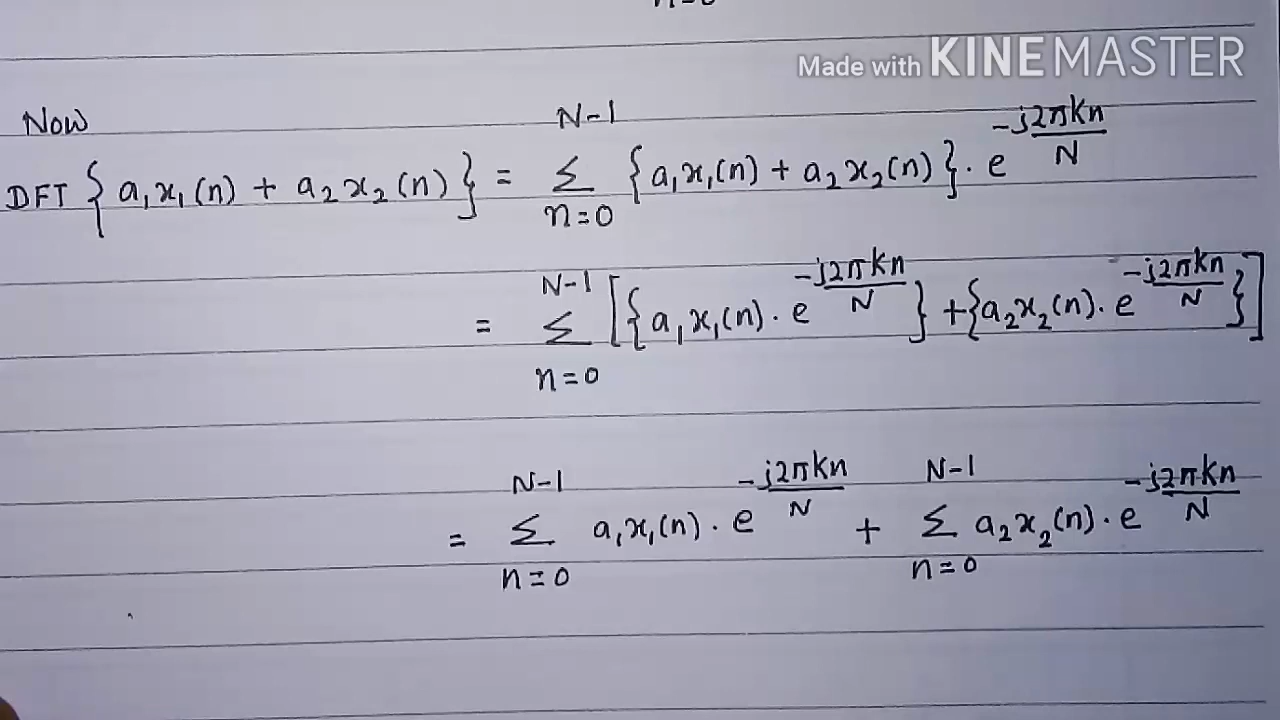 Made with KINEMASTER
Now
DFT { a₁x₁(n) + a₂x₂(n) } = Σ_{n=0}^{N-1} { a₁x₁(n) + a₂x₂(n) } · e^{-j2πkn/N}
= Σ_{n=0}^{N-1} [ { a₁x₁(n) · e^{-j2πkn/N} } + { a₂x₂(n) · e^{-j2πkn/N} } ]
= Σ_{n=0}^{N-1} a₁x₁(n) · e^{-j2πkn/N} + Σ_{n=0}^{N-1} a₂x₂(n) · e^{-j2πkn/N}